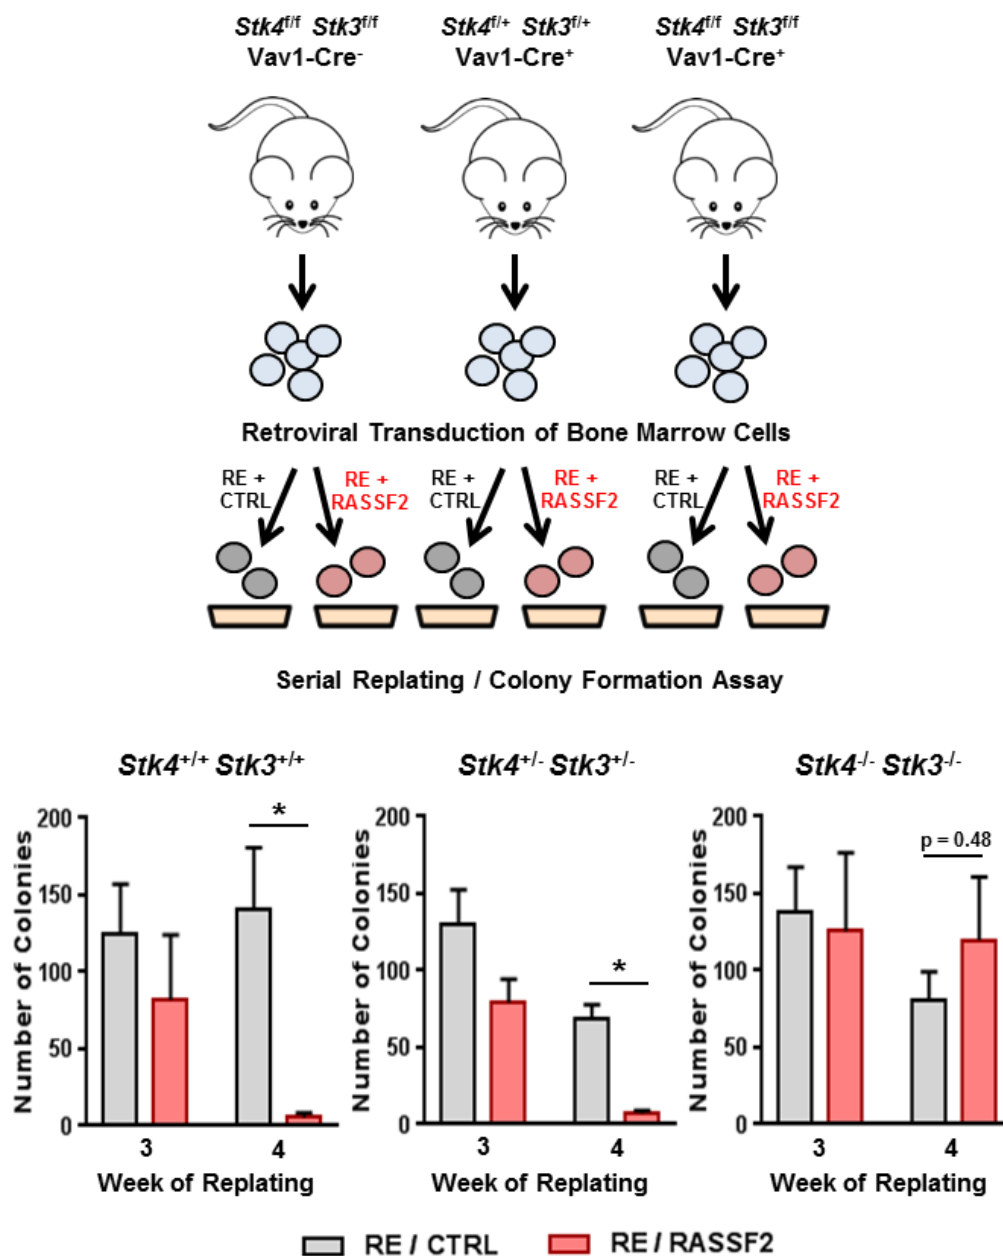 Stk4f/f Stk3f/f
Vav1-Cre-
Stk4f/+ Stk3f/+
Vav1-Cre+
Stk4f/f Stk3f/f
Vav1-Cre+
Retroviral Transduction of Bone Marrow Cells
RE +
CTRL
RE +
RASSF2
RE +
CTRL
RE +
RASSF2
RE +
CTRL
RE +
RASSF2
Serial Replating / Colony Formation Assay
Stk4+/+ Stk3+/+
Number of Colonies
200
150
100
50
0
*
3
4
Week of Replating
Stk4+/- Stk3+/-
Number of Colonies
200
150
100
50
0
*
3
4
Week of Replating
Stk4-/- Stk3-/-
Number of Colonies
200
150
100
50
0
p = 0.48
3
4
Week of Replating
RE / CTRL
RE / RASSF2